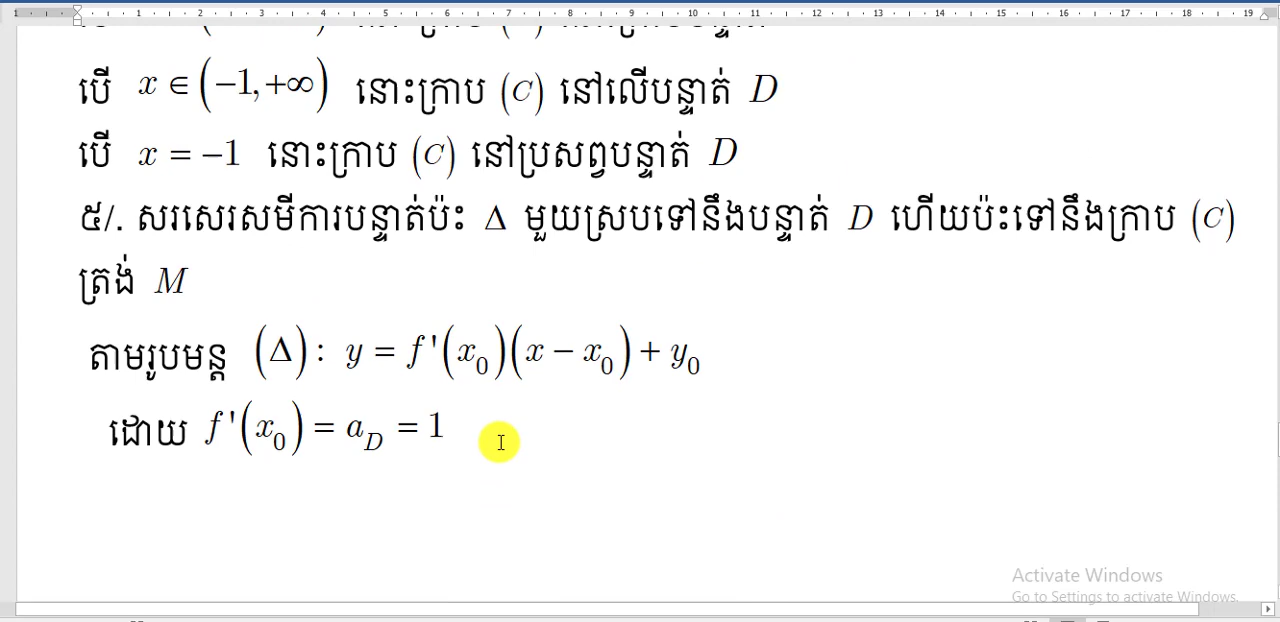 បើ x ∈ (−1,+∞) នោះក្រាប (C) នៅលើបន្ទាត់ D
បើ x = −1 នោះក្រាប (C) នៅប្រសព្វបន្ទាត់ D
៥/. សរសេរសមីការបន្ទាត់ប៉ះ Δ មួយស្របទៅនឹងបន្ទាត់ D ហើយប៉ះទៅនឹងក្រាប (C)
ត្រង់ M
តាមរូបមន្ត (Δ): y = f'(x₀)(x − x₀) + y₀
ដោយ f'(x₀) = a_D = 1
Activate Windows
Go to Settings to activate Windows.